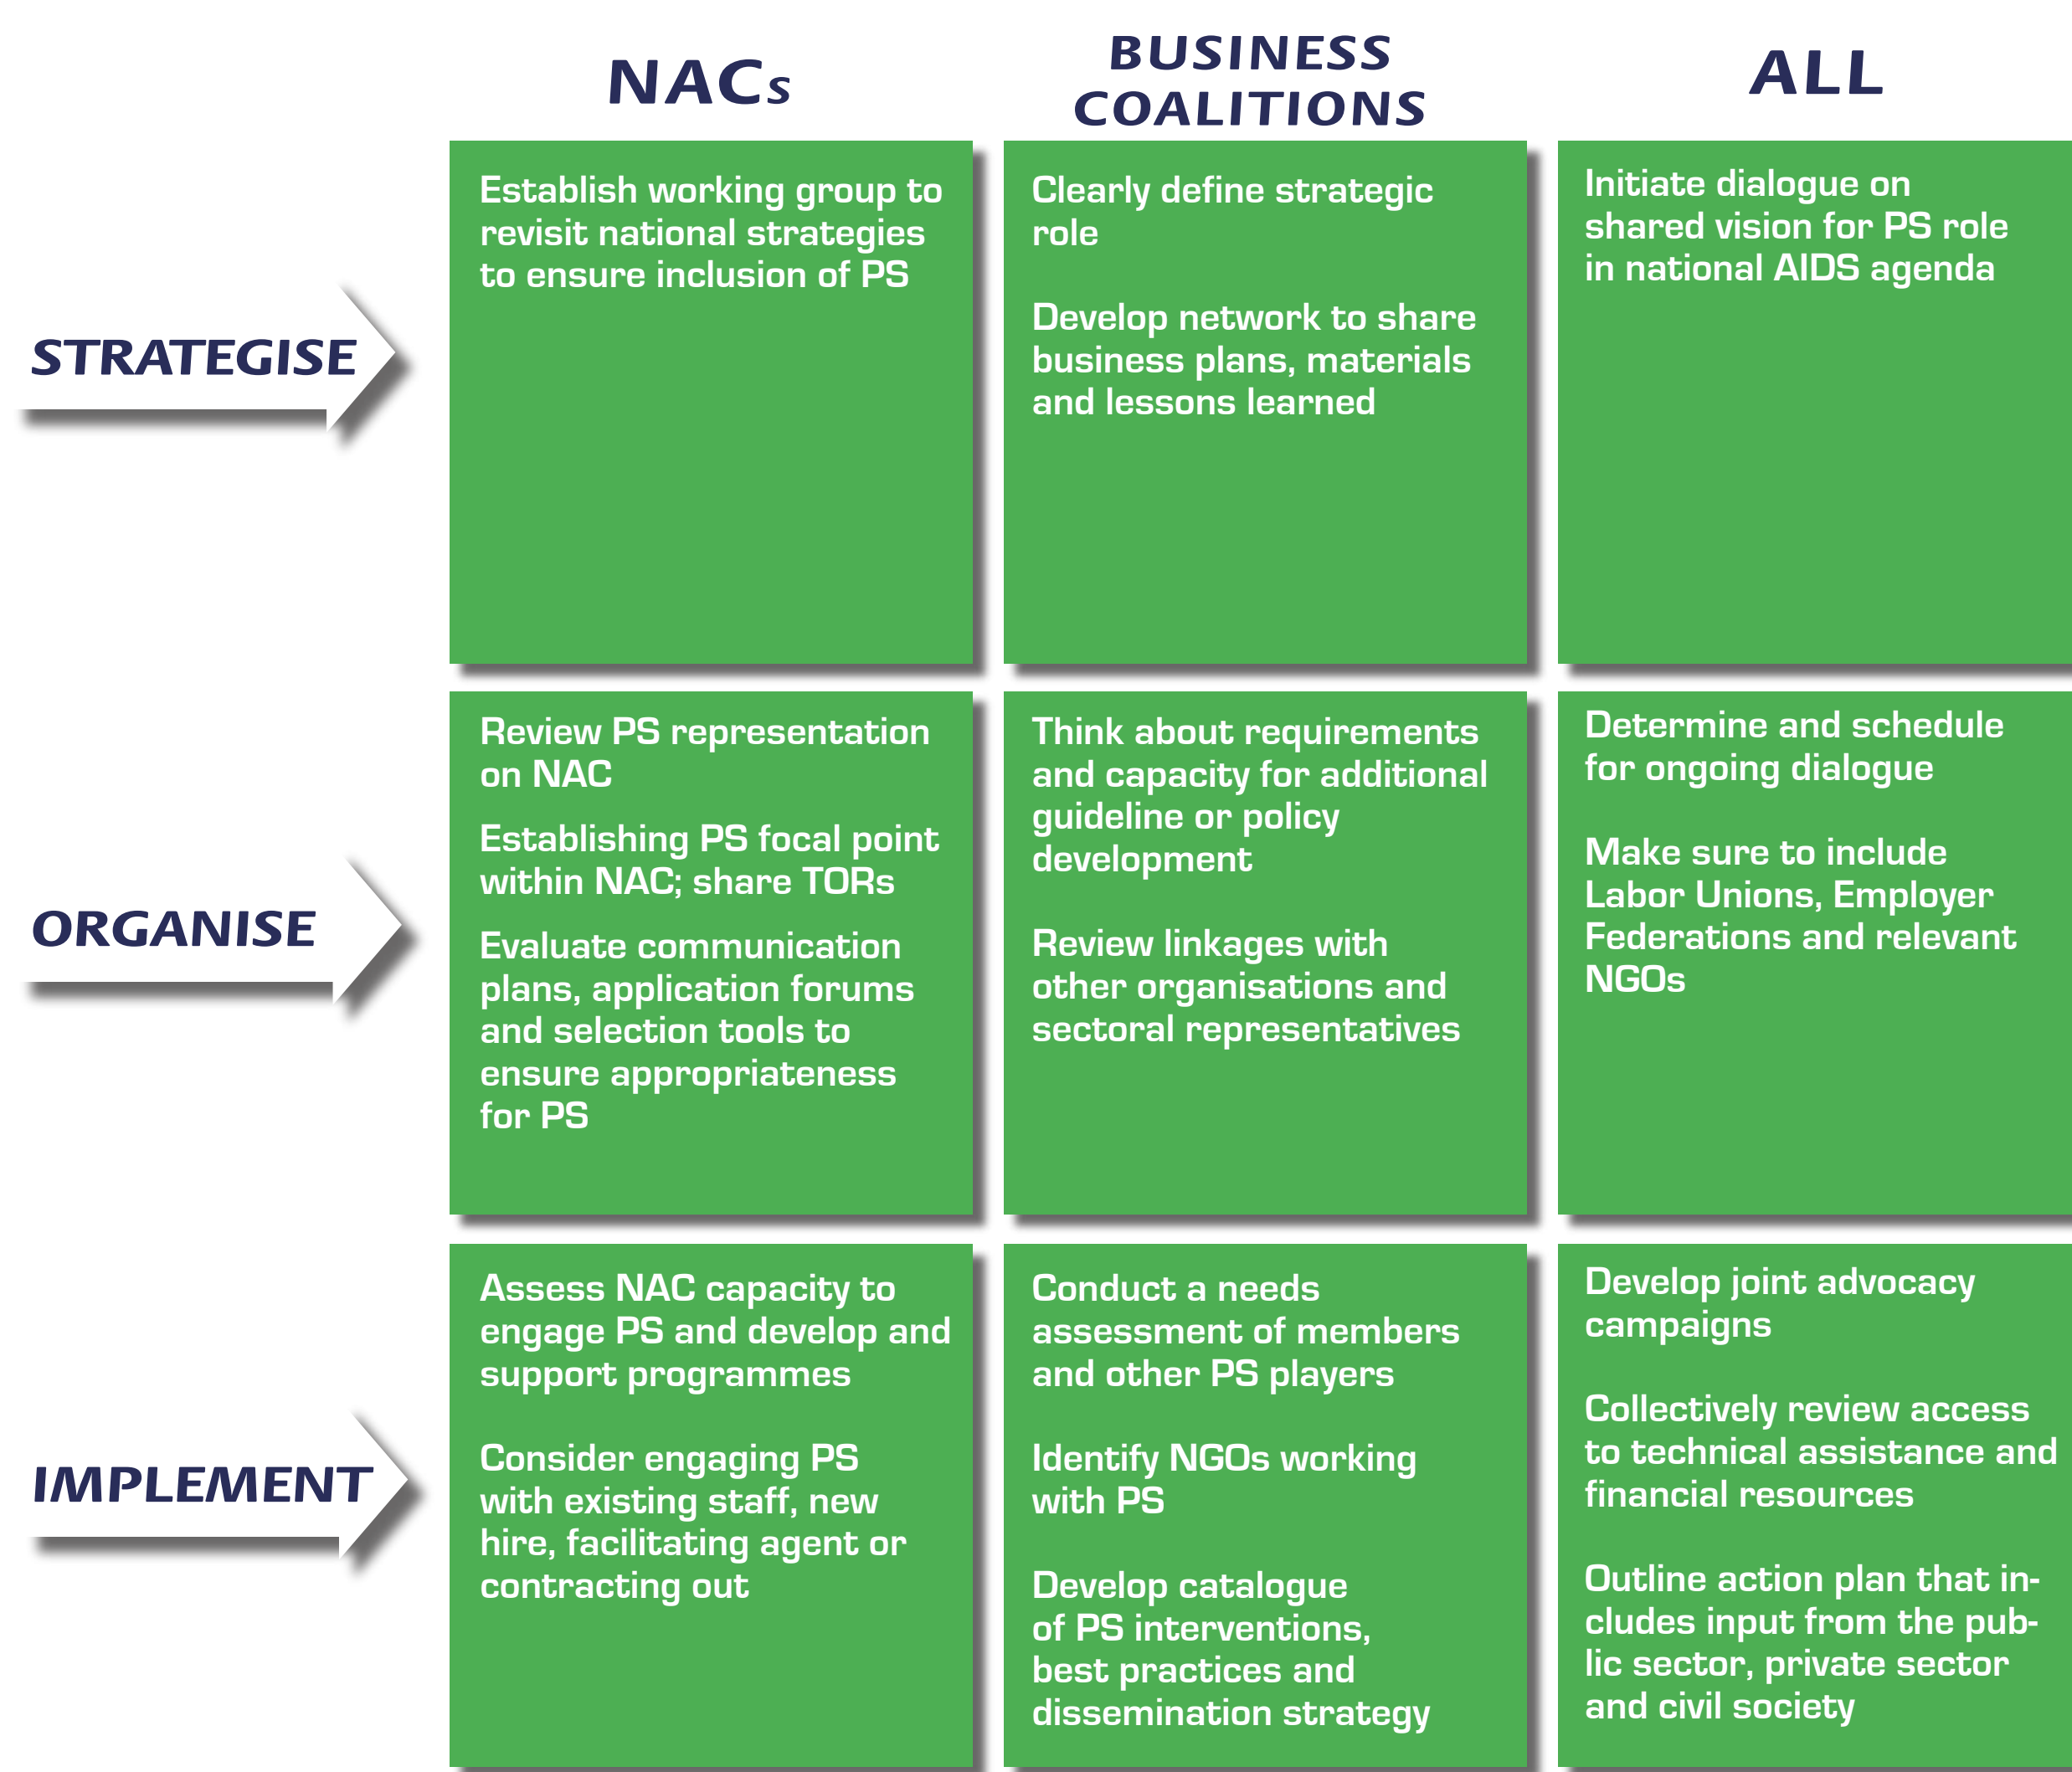 NACs
BUSINESS
COALITIONS
ALL
STRATEGISE
Establish working group to
revisit national strategies
to ensure inclusion of PS
Clearly define strategic
role
Develop network to share
business plans, materials
and lessons learned
Initiate dialogue on
shared vision for PS role
in national AIDS agenda
ORGANISE
Review PS representation
on NAC
Establishing PS focal point
within NAC; share TORs
Evaluate communication
plans, application forums
and selection tools to
ensure appropriateness
for PS
Think about requirements
and capacity for additional
guideline or policy
development
Review linkages with
other organisations and
sectoral representatives
Determine and schedule
for ongoing dialogue
Make sure to include
Labor Unions, Employer
Federations and relevant
NGOs
IMPLEMENT
Assess NAC capacity to
engage PS and develop and
support programmes
Consider engaging PS
with existing staff, new
hire, facilitating agent or
contracting out
Conduct a needs
assessment of members
and other PS players
Identify NGOs working
with PS
Develop catalogue
of PS interventions,
best practices and
dissemination strategy
Develop joint advocacy
campaigns
Collectively review access
to technical assistance and
financial resources
Outline action plan that in-
cludes input from the pub-
lic sector, private sector
and civil society